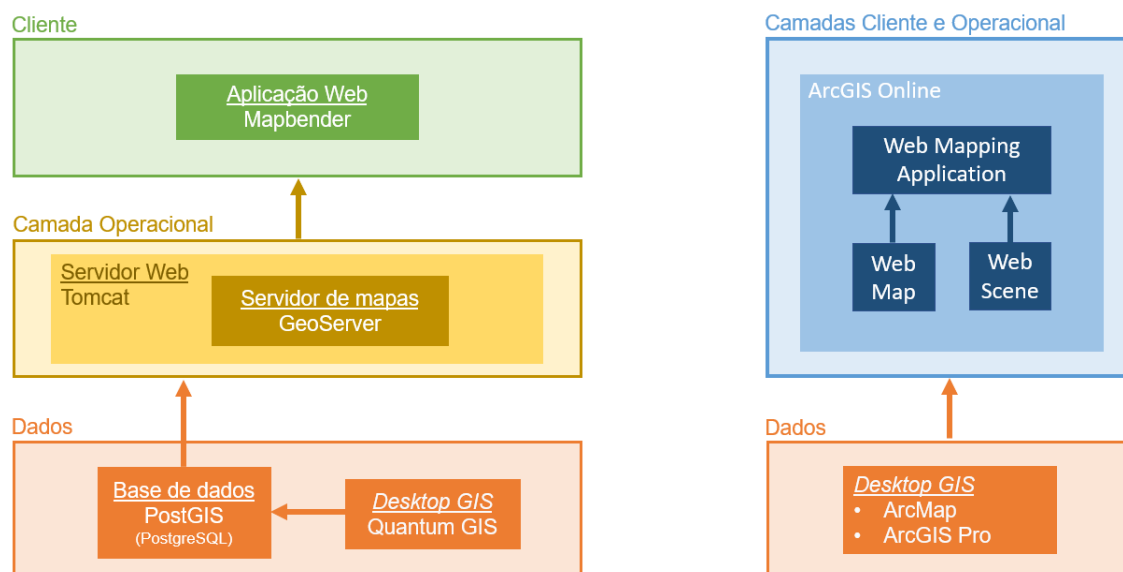 Cliente
Aplicação Web
Mapbender
Camada Operacional
Servidor Web
Tomcat
Servidor de mapas
GeoServer
Dados
Base de dados
PostGIS
(PostgreSQL)
Desktop GIS
Quantum GIS
Camadas Cliente e Operacional
ArcGIS Online
Web Mapping
Application
Web
Map
Web
Scene
Dados
Desktop GIS
• ArcMap
• ArcGIS Pro